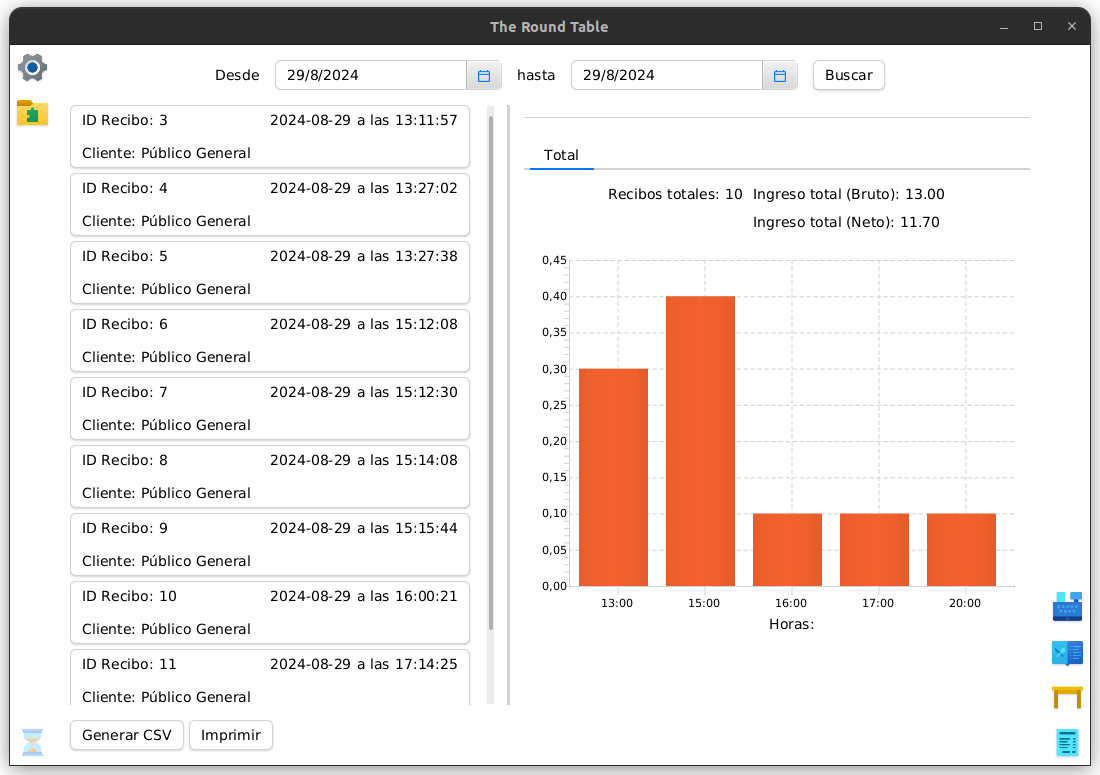 The Round Table
Desde 29/8/2024 hasta 29/8/2024 Buscar
ID Recibo: 3 2024-08-29 a las 13:11:57
Cliente: Público General
ID Recibo: 4 2024-08-29 a las 13:27:02
Cliente: Público General
ID Recibo: 5 2024-08-29 a las 13:27:38
Cliente: Público General
ID Recibo: 6 2024-08-29 a las 15:12:08
Cliente: Público General
ID Recibo: 7 2024-08-29 a las 15:12:30
Cliente: Público General
ID Recibo: 8 2024-08-29 a las 15:14:08
Cliente: Público General
ID Recibo: 9 2024-08-29 a las 15:15:44
Cliente: Público General
ID Recibo: 10 2024-08-29 a las 16:00:21
Cliente: Público General
ID Recibo: 11 2024-08-29 a las 17:14:25
Cliente: Público General
Generar CSV Imprimir
Total
Recibos totales: 10 Ingreso total (Bruto): 13.00
Ingreso total (Neto): 11.70
0,45
0,40
0,35
0,30
0,25
0,20
0,15
0,10
0,05
0,00
13:00 15:00 16:00 17:00 20:00
Horas: